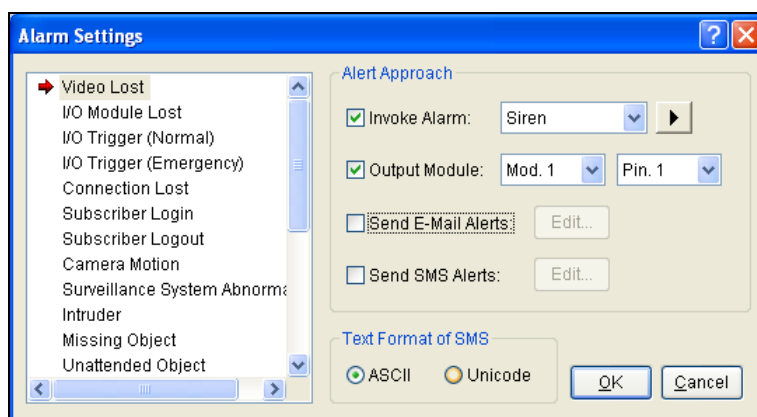 Alarm Settings
Video Lost
I/O Module Lost
I/O Trigger (Normal)
I/O Trigger (Emergency)
Connection Lost
Subscriber Login
Subscriber Logout
Camera Motion
Surveillance System Abnorma
Intruder
Missing Object
Unattended Object
Alert Approach
Invoke Alarm: Siren
Output Module: Mod. 1 Pin. 1
Send E-Mail Alerts: Edit...
Send SMS Alerts: Edit...
Text Format of SMS
ASCII Unicode
OK Cancel